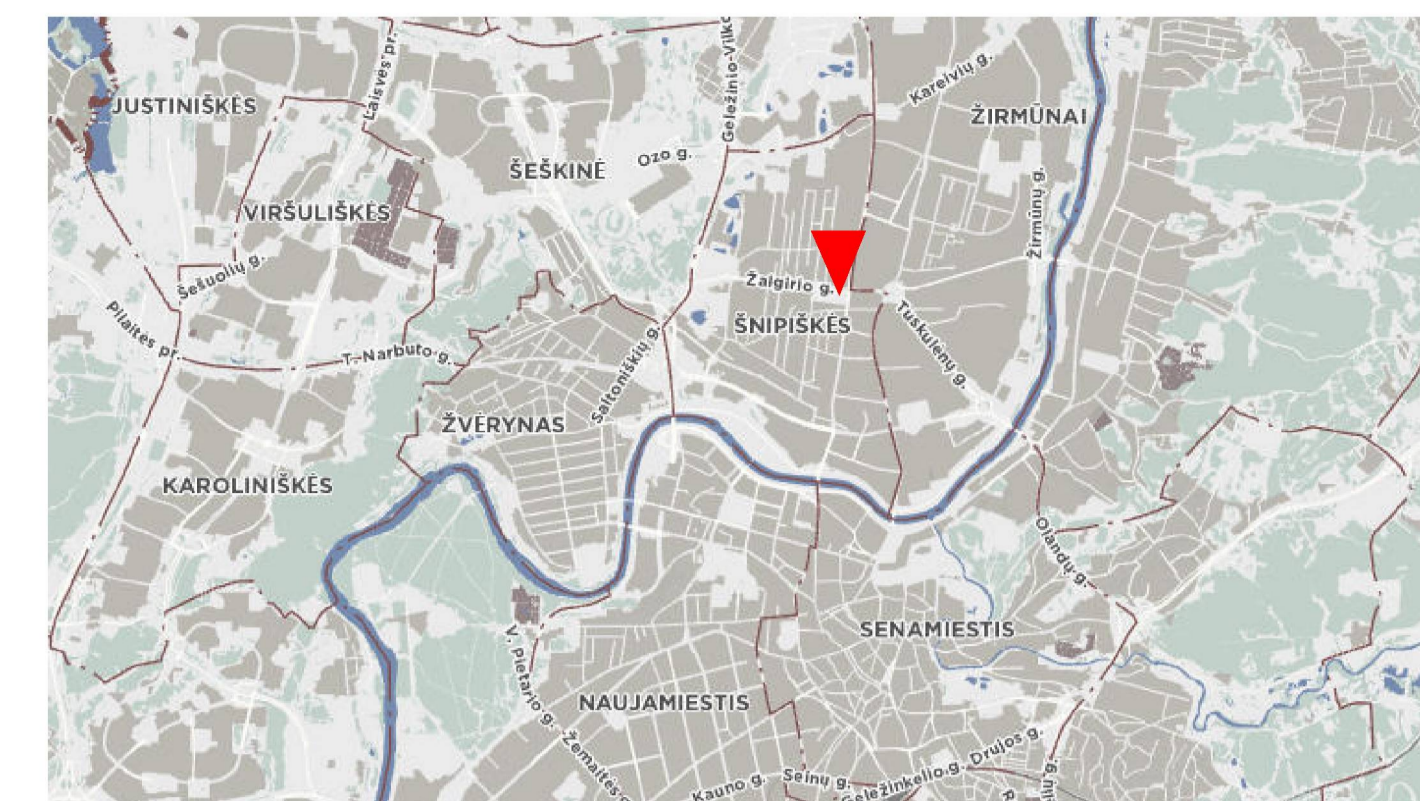 Laisvės pr.
Geležinio-Vilko
Kareivių g.
JUSTINIŠKĖS
ŽIRMŪNAI
Ozo g.
ŠEŠKINĖ
VIRŠULIŠKĖS
Žirmūnų g.
Šešuolių g.
Žalgirio g.
ŠNIPIŠKĖS
Pilaitės pr.
T. Narbuto g.
Saltoniškių g.
Tuskulėnų g.
ŽVĖRYNAS
KAROLINIŠKĖS
Olandų g.
SENAMIESTIS
V. Pietario g.
NAUJAMIESTIS
Žemaitės g.
Kauno g.
Seinų g.
Geležinkelio g.
Drujos g.